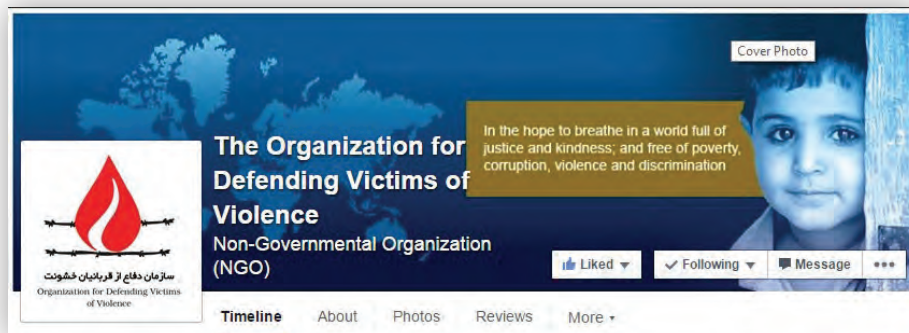 Cover Photo
In the hope to breathe in a world full of
justice and kindness; and free of poverty,
corruption, violence and discrimination
The Organization for
Defending Victims of
Violence
Non-Governmental Organization
(NGO)
سازمان دفاع از قربانیان خشونت
Organization for Defending Victims
of Violence
Liked
Following
Message
Timeline About Photos Reviews More